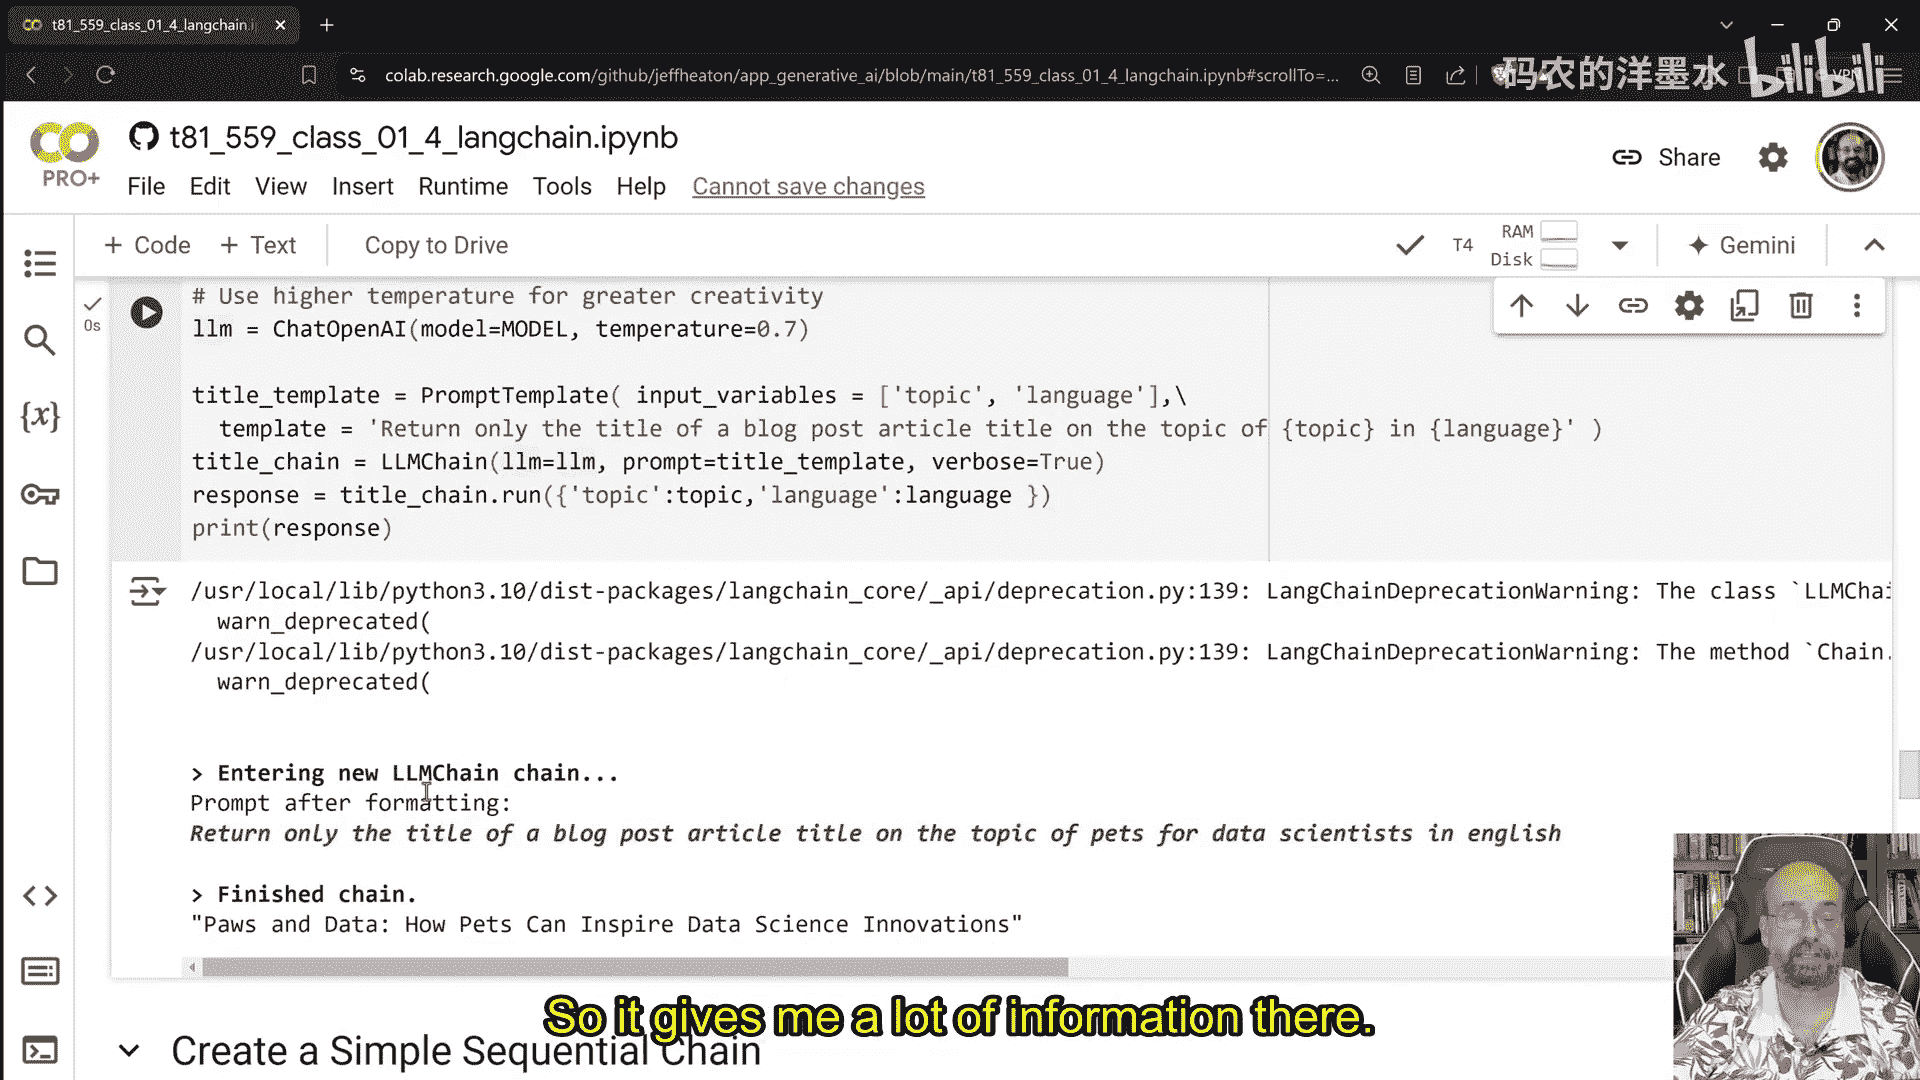 t81_559_class_01_4_langchain.i
colab.research.google.com/github/jeffheaton/app_generative_ai/blob/main/t81_559_class_01_4_langchain.ipynb#scrollTo=...
码农的洋墨水 bilibili
CO
PRO+
t81_559_class_01_4_langchain.ipynb
Share
File Edit View Insert Runtime Tools Help Cannot save changes
+ Code + Text Copy to Drive
T4 RAM Disk Gemini
0s
# Use higher temperature for greater creativity
llm = ChatOpenAI(model=MODEL, temperature=0.7)
title_template = PromptTemplate( input_variables = ['topic', 'language'],\
template = 'Return only the title of a blog post article title on the topic of {topic} in {language}' )
title_chain = LLMChain(llm=llm, prompt=title_template, verbose=True)
response = title_chain.run({'topic':topic,'language':language })
print(response)
/usr/local/lib/python3.10/dist-packages/langchain_core/_api/deprecation.py:139: LangChainDeprecationWarning: The class `LLMChai
warn_deprecated(
/usr/local/lib/python3.10/dist-packages/langchain_core/_api/deprecation.py:139: LangChainDeprecationWarning: The method `Chain.
warn_deprecated(
> Entering new LLMChain chain...
Prompt after formatting:
Return only the title of a blog post article title on the topic of pets for data scientists in english
> Finished chain.
"Paws and Data: How Pets Can Inspire Data Science Innovations"
So it gives me a lot of information there.
Create a Simple Sequential Chain